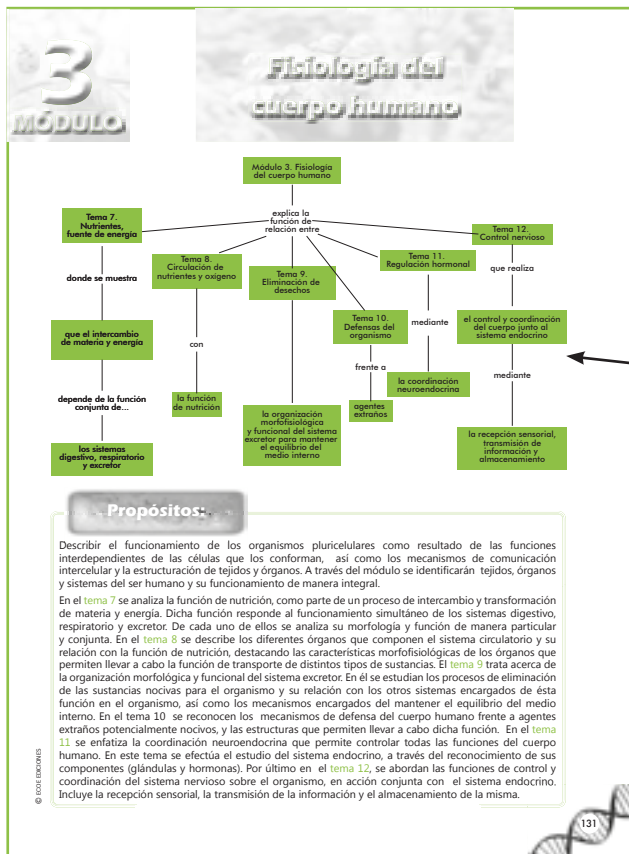 3
MÓDULO
Fisiología del
cuerpo humano
Módulo 3. Fisiología
del cuerpo humano
explica la
función de
relación entre
Tema 7.
Nutrientes,
fuente de energía
donde se muestra
que el intercambio
de materia y energía
depende de la función
conjunta de...
los sistemas
digestivo, respiratorio
y excretor
Tema 8.
Circulación de
nutrientes y oxígeno
con
la función
de nutrición
Tema 9.
Eliminación de
desechos
la organización
morfofisiológica
y funcional del sistema
excretor para mantener
el equilibrio del
medio interno
Tema 10.
Defensas del
organismo
frente a
agentes
extraños
Tema 11.
Regulación hormonal
mediante
la coordinación
neuroendocrina
Tema 12.
Control nervioso
que realiza
el control y coordinación
del cuerpo junto al
sistema endocrino
mediante
la recepción sensorial,
transmisión de
información y
almacenamiento
Propósitos:
Describir el funcionamiento de los organismos pluricelulares como resultado de las funciones
interdependientes de las células que los conforman, así como los mecanismos de comunicación
intercelular y la estructuración de tejidos y órganos. A través del módulo se identificarán tejidos, órganos
y sistemas del ser humano y su funcionamiento de manera integral.
En el tema 7 se analiza la función de nutrición, como parte de un proceso de intercambio y transformación
de materia y energía. Dicha función responde al funcionamiento simultáneo de los sistemas digestivo,
respiratorio y excretor. De cada uno de ellos se analiza su morfología y función de manera particular
y conjunta. En el tema 8 se describe los diferentes órganos que componen el sistema circulatorio y su
relación con la función de nutrición, destacando las características morfofisiológicas de los órganos que
permiten llevar a cabo la función de transporte de distintos tipos de sustancias. El tema 9 trata acerca de
la organización morfológica y funcional del sistema excretor. En él se estudian los procesos de eliminación
de las sustancias nocivas para el organismo y su relación con los otros sistemas encargados de ésta
función en el organismo, así como los mecanismos encargados del mantener el equilibrio del medio
interno. En el tema 10 se reconocen los mecanismos de defensa del cuerpo humano frente a agentes
extraños potencialmente nocivos, y las estructuras que permiten llevar a cabo dicha función. En el tema
11 se enfatiza la coordinación neuroendocrina que permite controlar todas las funciones del cuerpo
humano. En este tema se efectúa el estudio del sistema endocrino, a través del reconocimiento de sus
componentes (glándulas y hormonas). Por último en el tema 12, se abordan las funciones de control y
coordinación del sistema nervioso sobre el organismo, en acción conjunta con el sistema endocrino.
Incluye la recepción sensorial, la transmisión de la información y el almacenamiento de la misma.
© ECOE EDICIONES
131